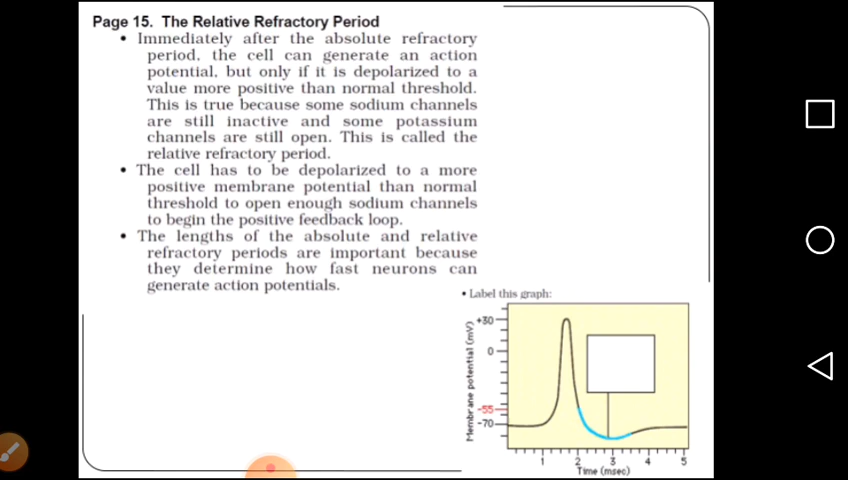 Page 15. The Relative Refractory Period
• Immediately after the absolute refractory
period, the cell can generate an action
potential, but only if it is depolarized to a
value more positive than normal threshold.
This is true because some sodium channels
are still inactive and some potassium
channels are still open. This is called the
relative refractory period.
• The cell has to be depolarized to a more
positive membrane potential than normal
threshold to open enough sodium channels
to begin the positive feedback loop.
• The lengths of the absolute and relative
refractory periods are important because
they determine how fast neurons can
generate action potentials.
• Label this graph:
Membrane potential (mV)
+30
0
-55
-70
1 2 3 4 5
Time (msec)